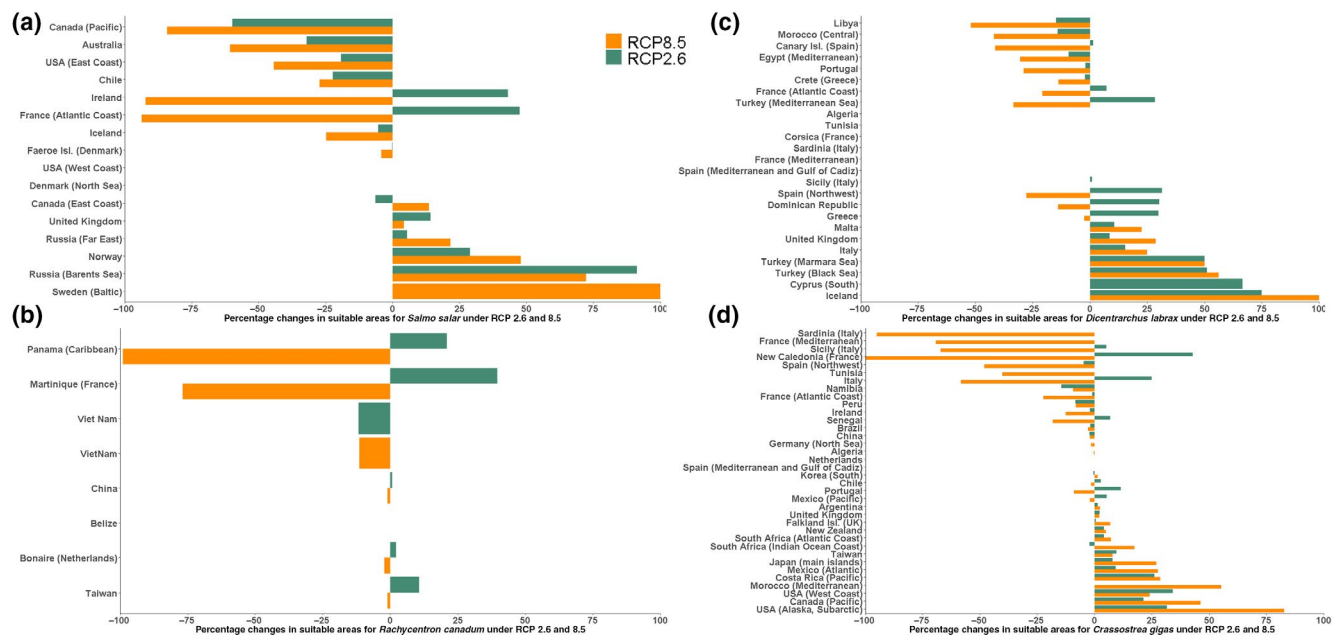 (a)
Canada (Pacific)
Australia
USA (East Coast)
Chile
Ireland
France (Atlantic Coast)
Iceland
Faeroe Isl. (Denmark)
USA (West Coast)
Denmark (North Sea)
Canada (East Coast)
United Kingdom
Russia (Far East)
Norway
Russia (Barents Sea)
Sweden (Baltic)
RCP8.5
RCP2.6
−100 −75 −50 −25 0 25 50 75 100
Percentage changes in suitable areas for Salmo salar under RCP 2.6 and 8.5
(c)
Libya
Morocco (Central)
Canary Isl. (Spain)
Egypt (Mediterranean)
Portugal
Crete (Greece)
France (Atlantic Coast)
Turkey (Mediterranean Sea)
Algeria
Tunisia
Corsica (France)
Sardinia (Italy)
France (Mediterranean)
Spain (Mediterranean and Gulf of Cadiz)
Sicily (Italy)
Spain (Northwest)
Dominican Republic
Greece
Malta
United Kingdom
Italy
Turkey (Marmara Sea)
Turkey (Black Sea)
Cyprus (South)
Iceland
−100 −75 −50 −25 0 25 50 75 100
Percentage changes in suitable areas for Dicentrarchus labrax under RCP 2.6 and 8.5
(b)
Panama (Caribbean)
Martinique (France)
Viet Nam
VietNam
China
Belize
Bonaire (Netherlands)
Taiwan
−100 −75 −50 −25 0 25 50 75 100
Percentage changes in suitable areas for Rachycentron canadum under RCP 2.6 and 8.5
(d)
Sardinia (Italy)
France (Mediterranean)
Sicily (Italy)
New Caledonia (France)
Spain (Northwest)
Tunisia
Italy
Namibia
France (Atlantic Coast)
Peru
Ireland
Senegal
Brazil
China
Germany (North Sea)
Algeria
Netherlands
Spain (Mediterranean and Gulf of Cadiz)
Korea (South)
Chile
Portugal
Mexico (Pacific)
Argentina
United Kingdom
Falkland Isl. (UK)
New Zealand
South Africa (Atlantic Coast)
South Africa (Indian Ocean Coast)
Taiwan
Japan (main islands)
Mexico (Atlantic)
Costa Rica (Pacific)
Morocco (Mediterranean)
USA (West Coast)
Canada (Pacific)
USA (Alaska, Subarctic)
−100 −75 −50 −25 0 25 50 75 100
Percentage changes in suitable areas for Crassostrea gigas under RCP 2.6 and 8.5